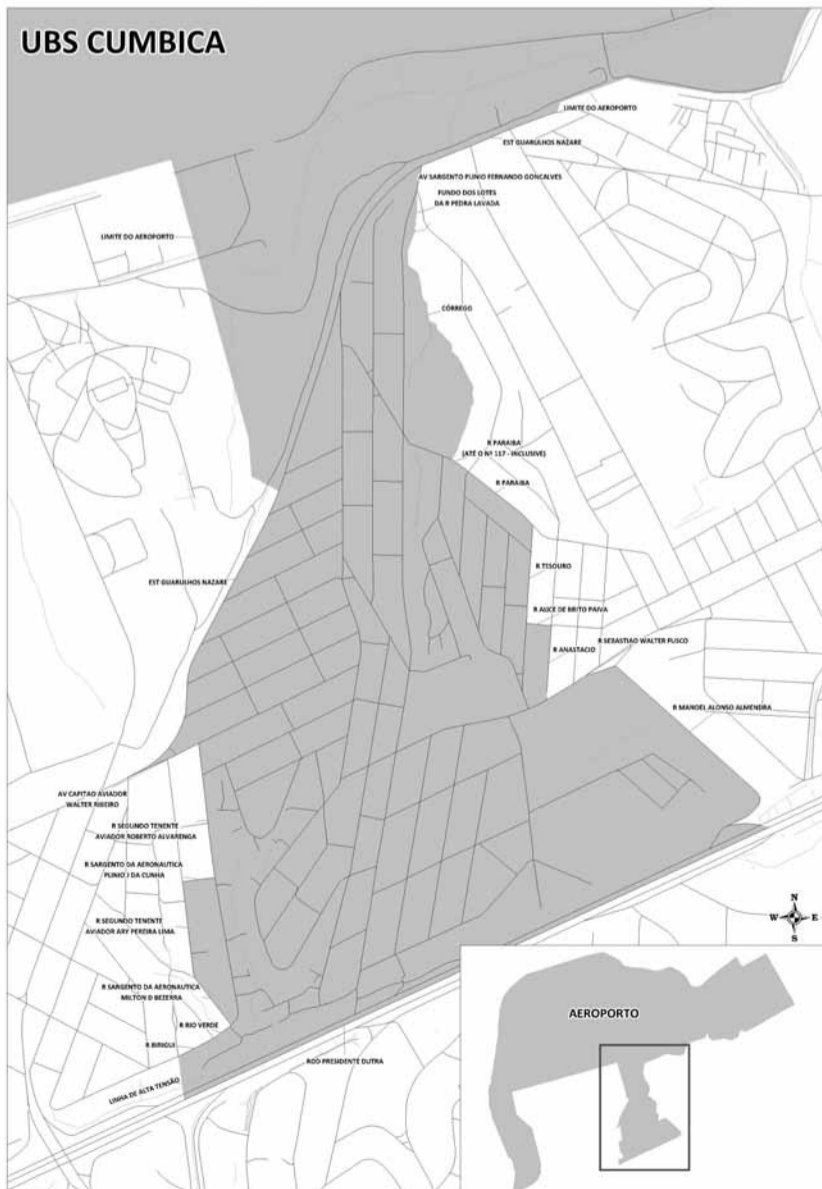 UBS CUMBICA
LIMITE DO AEROPORTO
EST GUARULHOS NAZARE
AV SARGENTO PLINIO FERNANDO GONCALVES
FUNDO DOS LOTES
DA R PEDRA LAVADA
LIMITE DO AEROPORTO
CÓRREGO
R PARAIBA
(ATÉ O Nº 117 - INCLUSIVE)
R PARAIBA
R TESOURO
EST GUARULHOS NAZARE
R ALICE DE BRITO PAIVA
R SEBASTIAO WALTER FUSCO
R ANASTACIO
R MANOEL ALONSO ALMENDRA
AV CAPITAO AVIADOR
WALTER RIBEIRO
R SEGUNDO TENENTE
AVIADOR ROBERTO ALVARENGA
R SARGENTO DA AERONAUTICA
PLINIO J DA CUNHA
R SEGUNDO TENENTE
AVIADOR ARY PEREIRA LIMA
R SARGENTO DA AERONAUTICA
MILTON D BEZERRA
R RIO VERDE
R BIRIGUI
ROD PRESIDENTE DUTRA
LINHA DE ALTA TENSÃO
N
W E
S
AEROPORTO